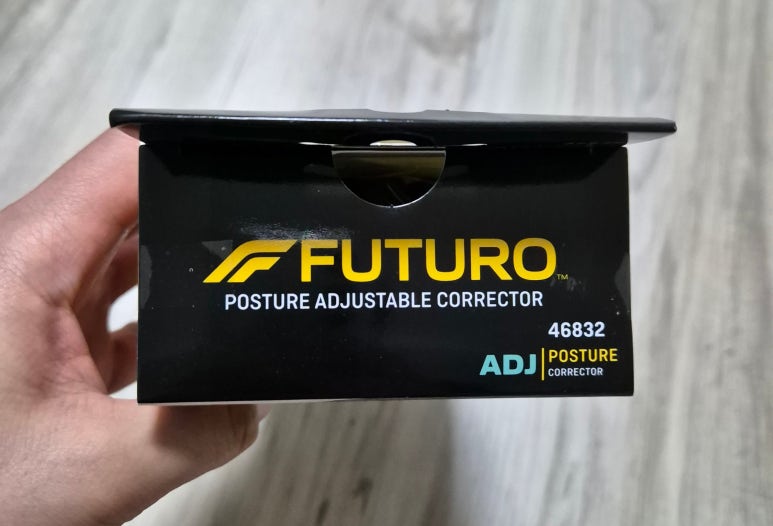 FUTURO™
POSTURE ADJUSTABLE CORRECTOR
46832
ADJ POSTURE
CORRECTOR